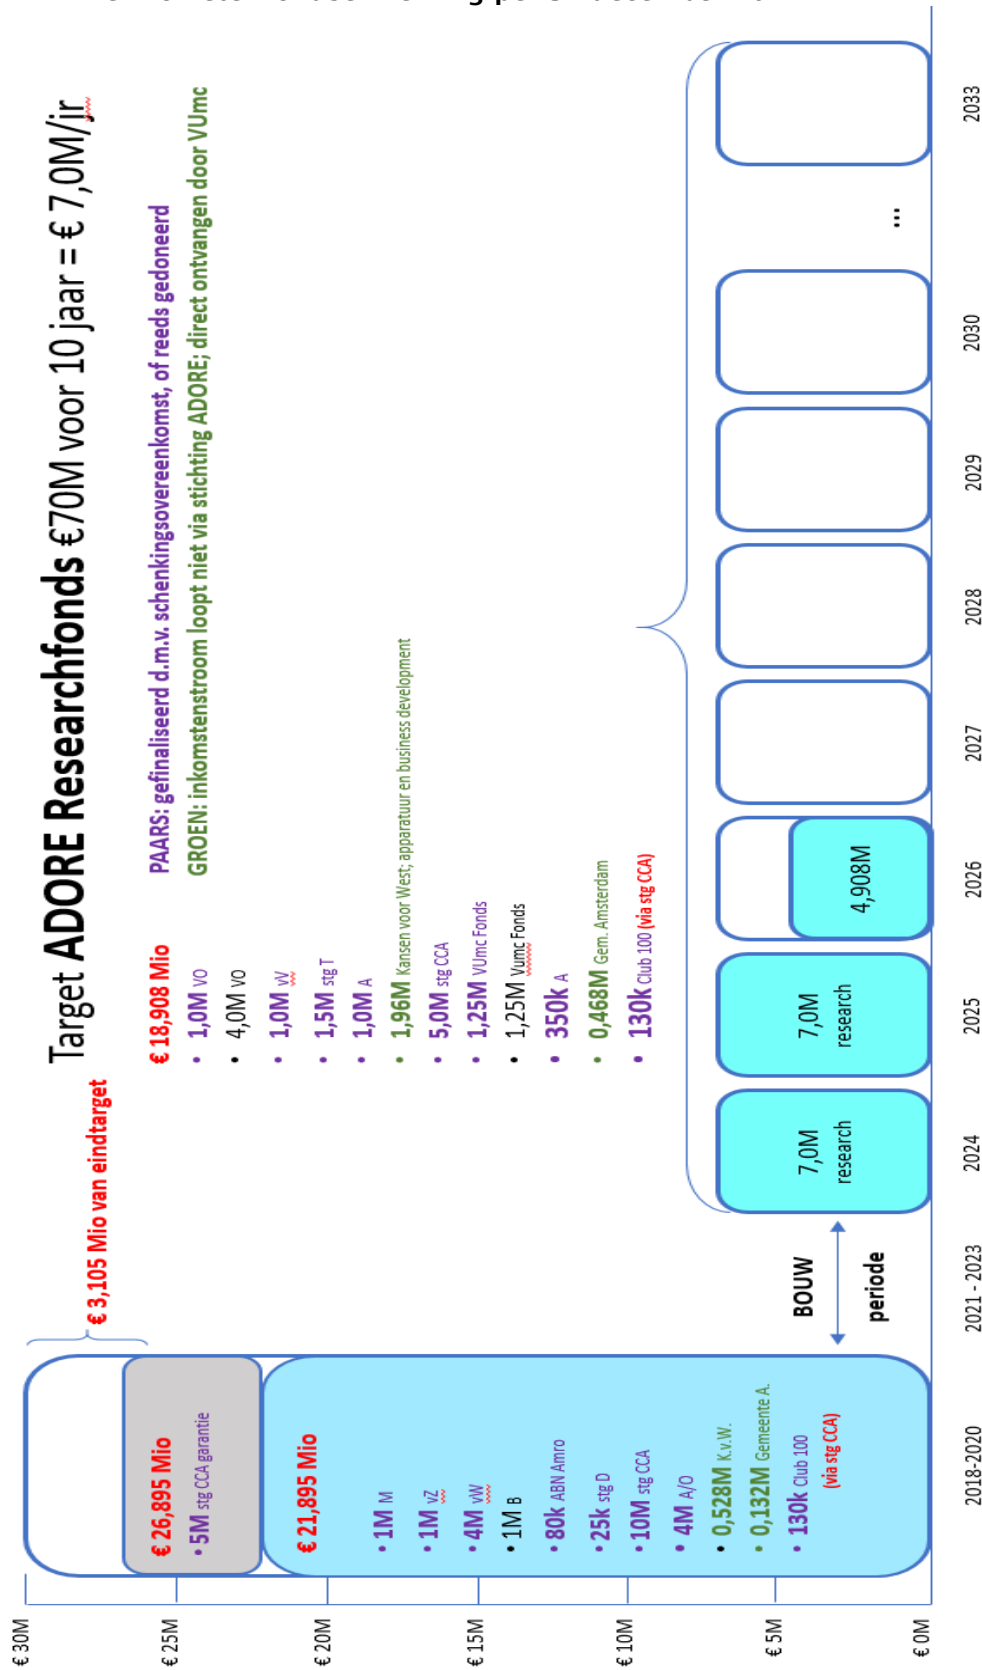 Target ADORE Researchfonds €70M voor 10 jaar = € 7,0M/jr
€ 3,105 Mio van eindtarget
PAARS: gefinaliseerd d.m.v. schenkingsovereenkomst, of reeds gedoneerd
GROEN: inkomstenstroom loopt niet via stichting ADORE; direct ontvangen door VUmc
€ 18,908 Mio
• 1,0M VO
• 4,0M VO
• 1,0M vW
• 1,5M stg T
• 1,0M A
• 1,96M Kansen voor West; apparatuur en business development
• 5,0M stg CCA
• 1,25M VUmc Fonds
• 1,25M Vumc Fonds
• 350k A
• 0,468M Gem. Amsterdam
• 130k Club 100 (via stg CCA)
€ 30M
€ 25M
€ 20M
€ 15M
€ 10M
€ 5M
€ 0M
€ 26,895 Mio
• 5M stg CCA garantie
€ 21,895 Mio
• 1M M
• 1M vZ
• 4M vW
• 1M B
• 80k ABN Amro
• 25k stg D
• 10M stg CCA
• 4M A/O
• 0,528M K.v.W.
• 0,132M Gemeente A.
• 130k Club 100
(via stg CCA)
BOUW
periode
7,0M
research
7,0M
research
4,908M
...
2018-2020
2021 - 2023
2024
2025
2026
2027
2028
2029
2030
2033